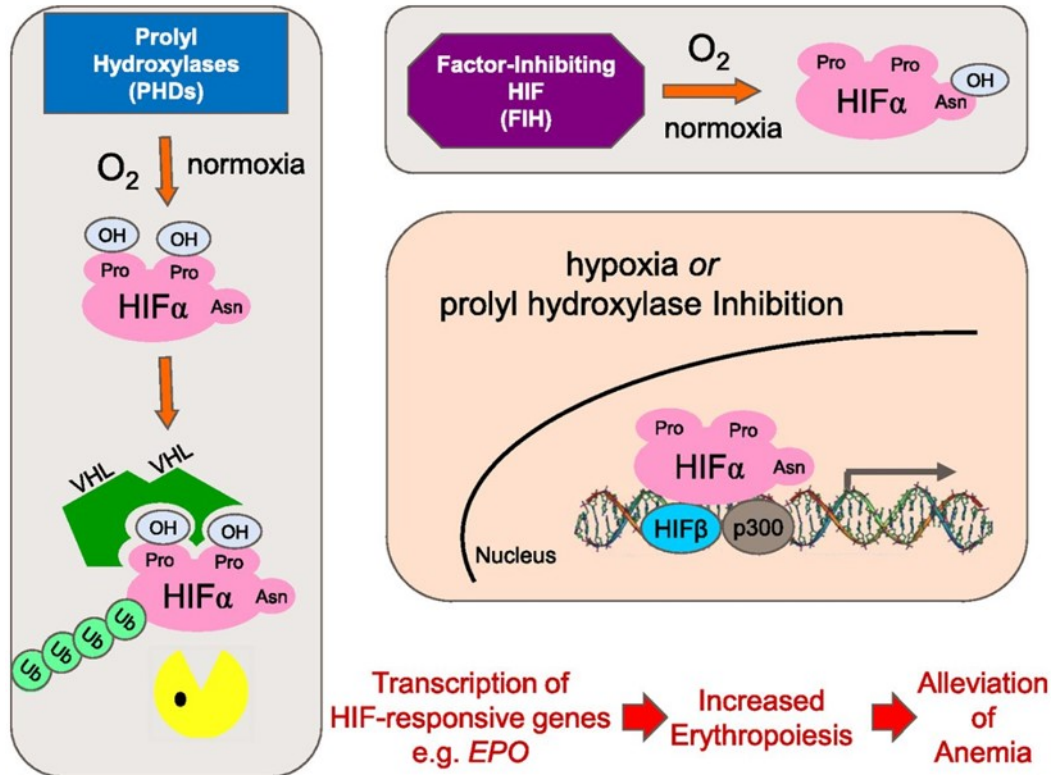 Prolyl
Hydroxylases
(PHDs)
O₂
normoxia
OH
OH
Pro
Pro
HIFα
Asn
VHL
VHL
OH
OH
Pro
Pro
HIFα
Asn
Ub
Ub
Ub
Ub
Factor-Inhibiting
HIF
(FIH)
O₂
normoxia
Pro
Pro
OH
HIFα
Asn
hypoxia or
prolyl hydroxylase Inhibition
Pro
Pro
HIFα
Asn
HIFβ
p300
Nucleus
Transcription of
HIF-responsive genes
e.g. EPO
Increased
Erythropoiesis
Alleviation
of
Anemia